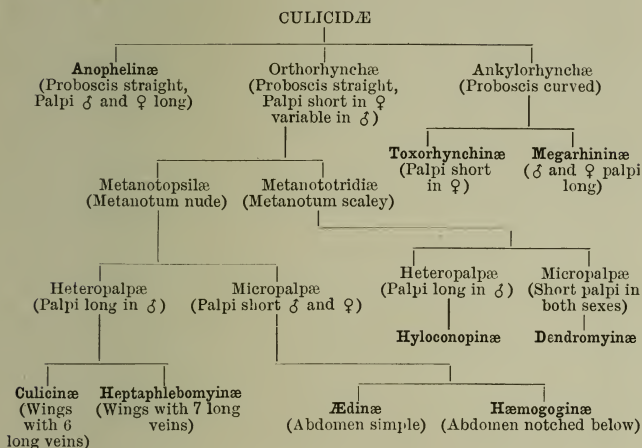 CULICIDÆ
Anophelinæ
(Proboscis straight,
Palpi ♂ and ♀ long)
Orthorhynchæ
(Proboscis straight,
Palpi short in ♀
variable in ♂)
Ankylorhynchæ
(Proboscis curved)
Toxorhynchinæ
(Palpi short
in ♀)
Megarhininæ
(♂ and ♀ palpi
long)
Metanotopsilæ
(Metanotum nude)
Metanototridiæ
(Metanotum scaley)
Heteropalpæ
(Palpi long in ♂)
Micropalpæ
(Palpi short ♂ and ♀)
Heteropalpæ
(Palpi long in ♂)
Hyloconopinæ
Micropalpæ
(Short palpi in
both sexes)
Dendromyinæ
Culicinæ
(Wings
with 6
long veins)
Heptaphlebomyinæ
(Wings with 7 long
veins)
Ædinæ
(Abdomen simple)
Hæmogoginæ
(Abdomen notched below)